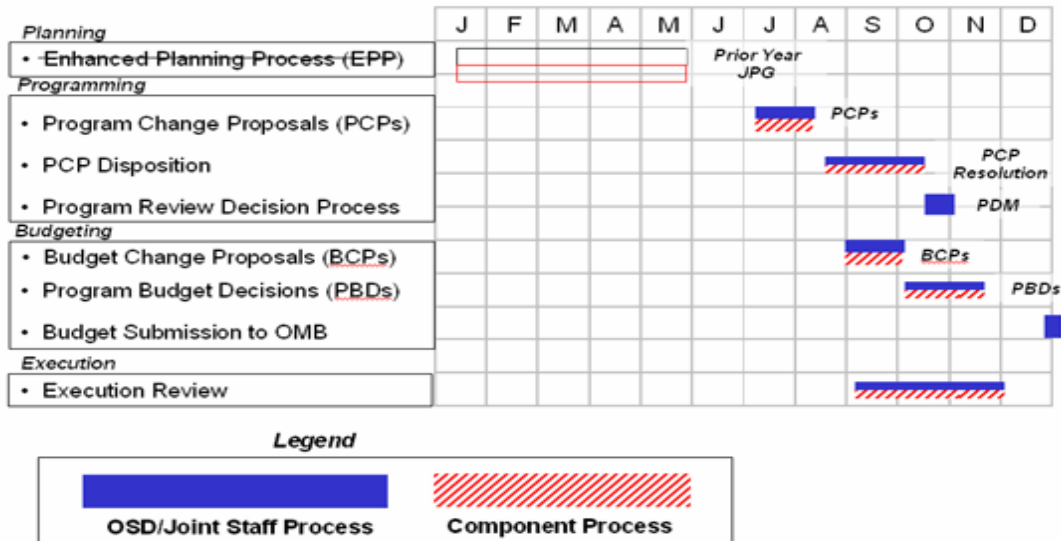 J F M A M J J A S O N D
Planning
• Enhanced Planning Process (EPP)
Prior Year
JPG
Programming
• Program Change Proposals (PCPs)
PCPs
• PCP Disposition
PCP
Resolution
• Program Review Decision Process
PDM
Budgeting
• Budget Change Proposals (BCPs)
BCPs
• Program Budget Decisions (PBDs)
PBDs
• Budget Submission to OMB
Execution
• Execution Review
Legend
OSD/Joint Staff Process
Component Process